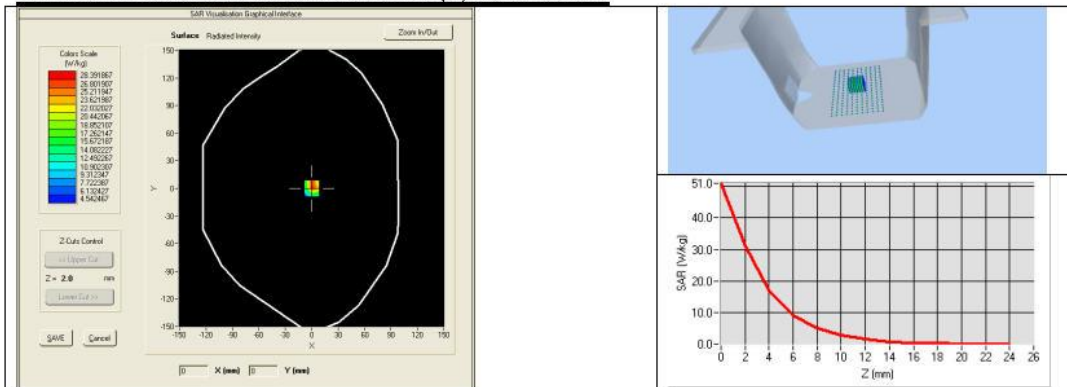 SAR Visualisation Graphical Interface
Surface Radiated Intensity
Zoom In/Out
Colors Scale
(W/kg)
28.391867
26.801907
25.211947
23.621987
22.032027
20.442067
18.852107
17.262147
15.672187
14.082227
12.492267
10.902307
9.312347
7.722387
6.132427
4.542467
150
120
90
60
30
0
-30
-60
-90
-120
-150
Y
-150 -120 -90 -60 -30 0 30 60 90 120 150
X
Z-Cuts Control
<< Upper Cut
Z = 2.0 mm
Lower Cut >>
SAVE Cancel
0 X (mm) 0 Y (mm)
51.0
40.0
30.0
20.0
10.0
0.0
SAR (W/kg)
0 2 4 6 8 10 12 14 16 18 20 22 24 26
Z (mm)